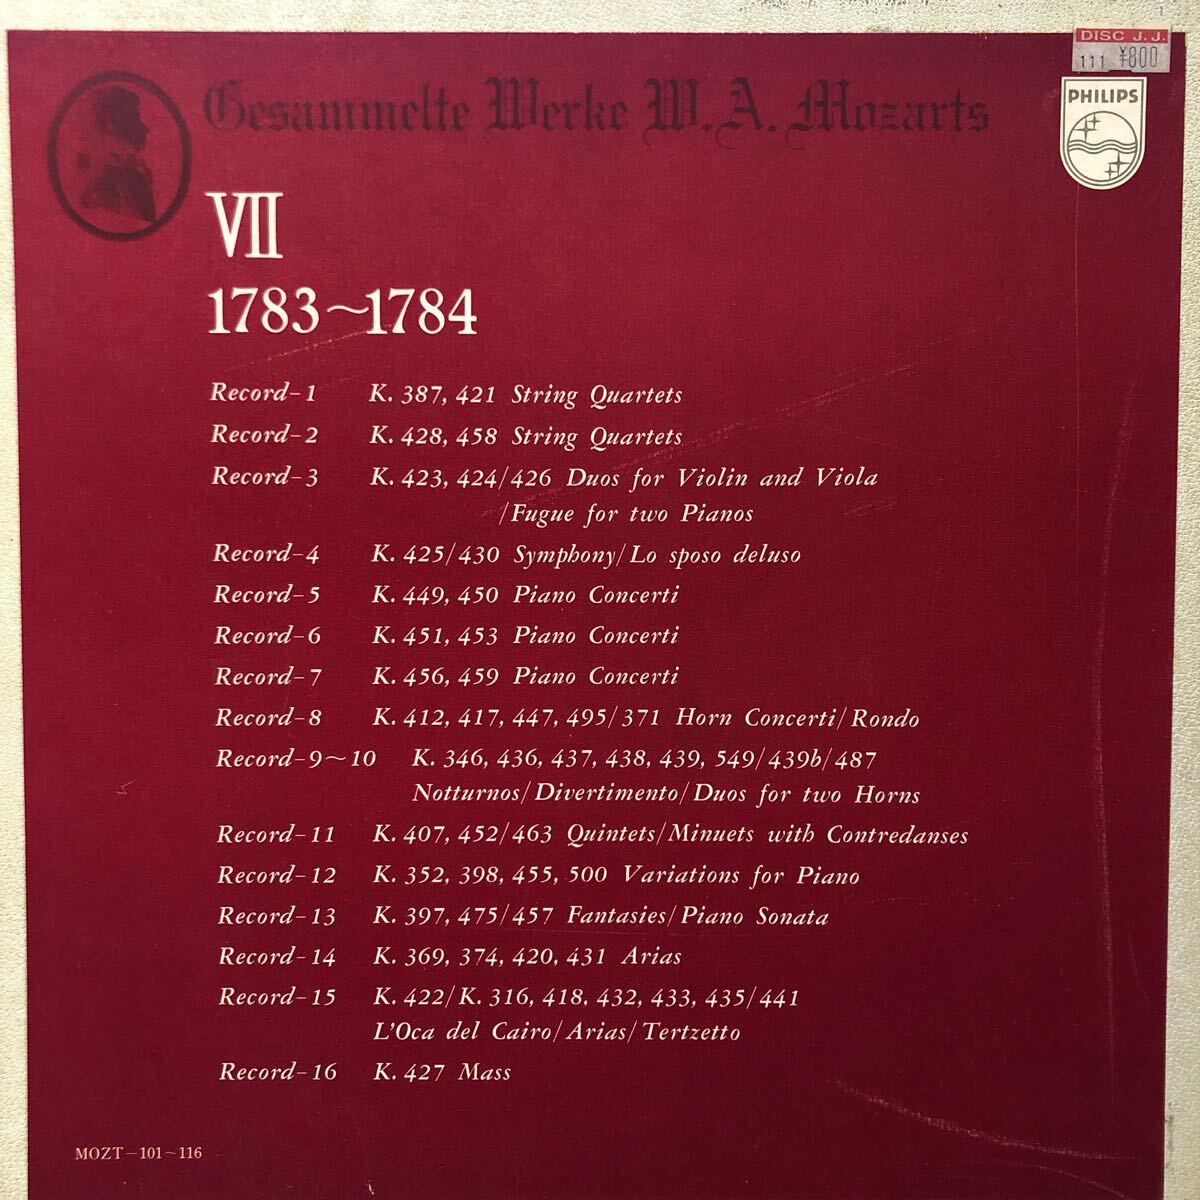 DISC J.J.
111 ¥800
PHILIPS
Gesammelte Werke W. A. Mozarts
VII
1783~1784
Record-1 K. 387, 421 String Quartets
Record-2 K. 428, 458 String Quartets
Record-3 K. 423, 424/426 Duos for Violin and Viola
/Fugue for two Pianos
Record-4 K. 425/430 Symphony/Lo sposo deluso
Record-5 K. 449, 450 Piano Concerti
Record-6 K. 451, 453 Piano Concerti
Record-7 K. 456, 459 Piano Concerti
Record-8 K. 412, 417, 447, 495/371 Horn Concerti/Rondo
Record-9~10 K. 346, 436, 437, 438, 439, 549/439b/487
Notturnos/Divertimento/Duos for two Horns
Record-11 K. 407, 452/463 Quintets/Minuets with Contredanses
Record-12 K. 352, 398, 455, 500 Variations for Piano
Record-13 K. 397, 475/457 Fantasies/Piano Sonata
Record-14 K. 369, 374, 420, 431 Arias
Record-15 K. 422/K. 316, 418. 432, 433, 435/441
L'Oca del Cairo/Arias/Tertzetto
Record-16 K. 427 Mass
MOZT-101~116